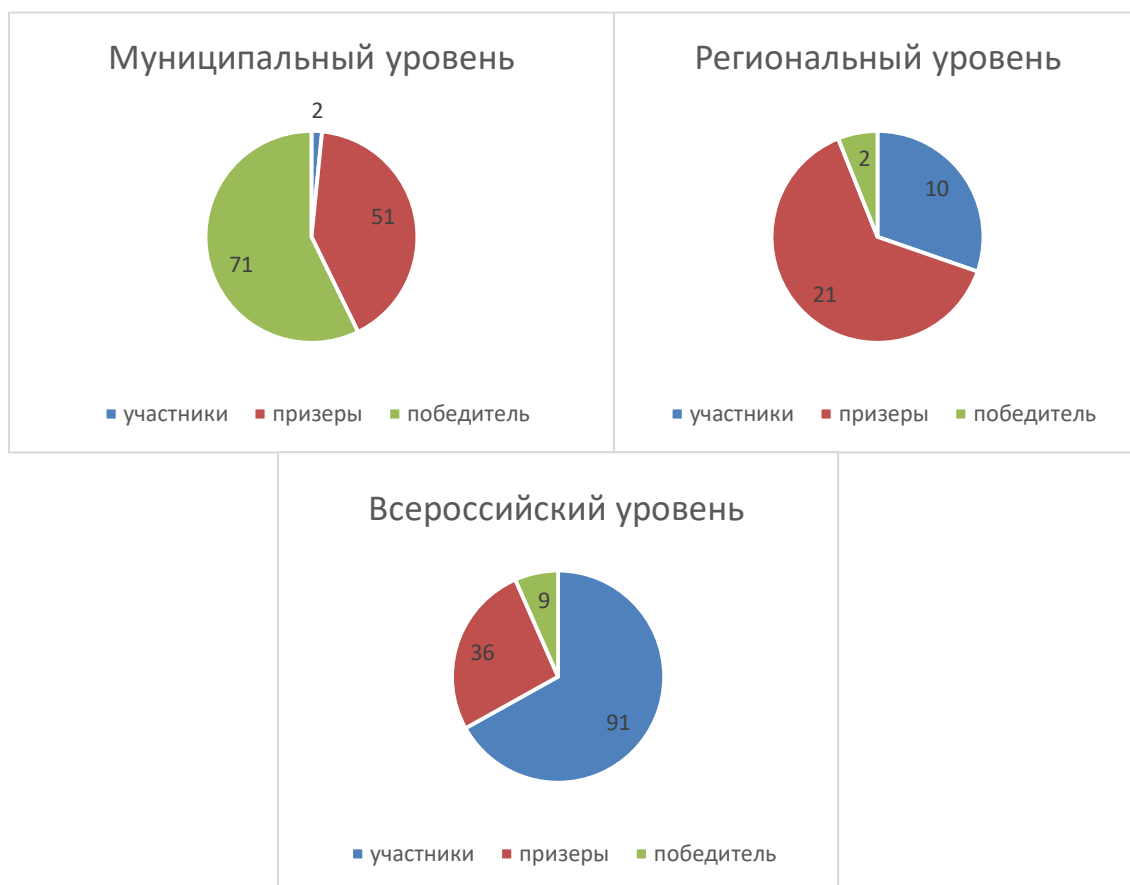 Муниципальный уровень
2
51
71
участники призеры победитель
Региональный уровень
2
10
21
участники призеры победитель
Всероссийский уровень
9
36
91
участники призеры победитель